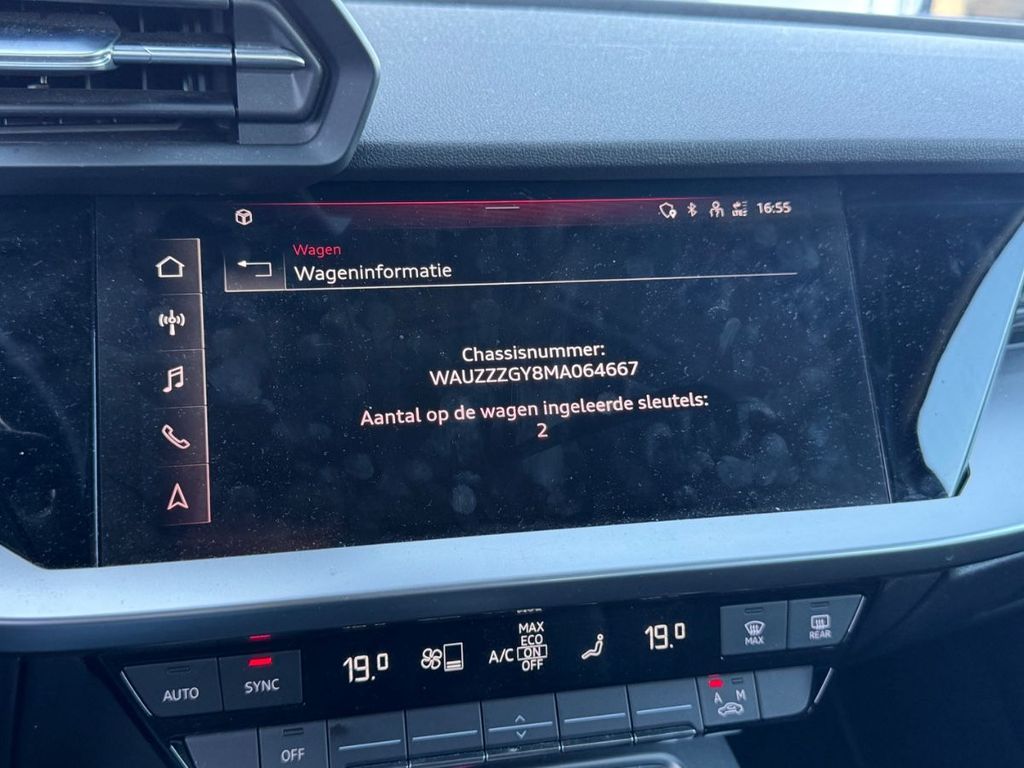 16:55
Wagen
Wageninformatie
Chassisnummer:
WAUZZZGY8MA064667
Aantal op de wagen ingeleerde sleutels:
2
MAX
ECO
A/C ON
OFF
19.0
19.0
MAX
REAR
AUTO
SYNC
A M
OFF